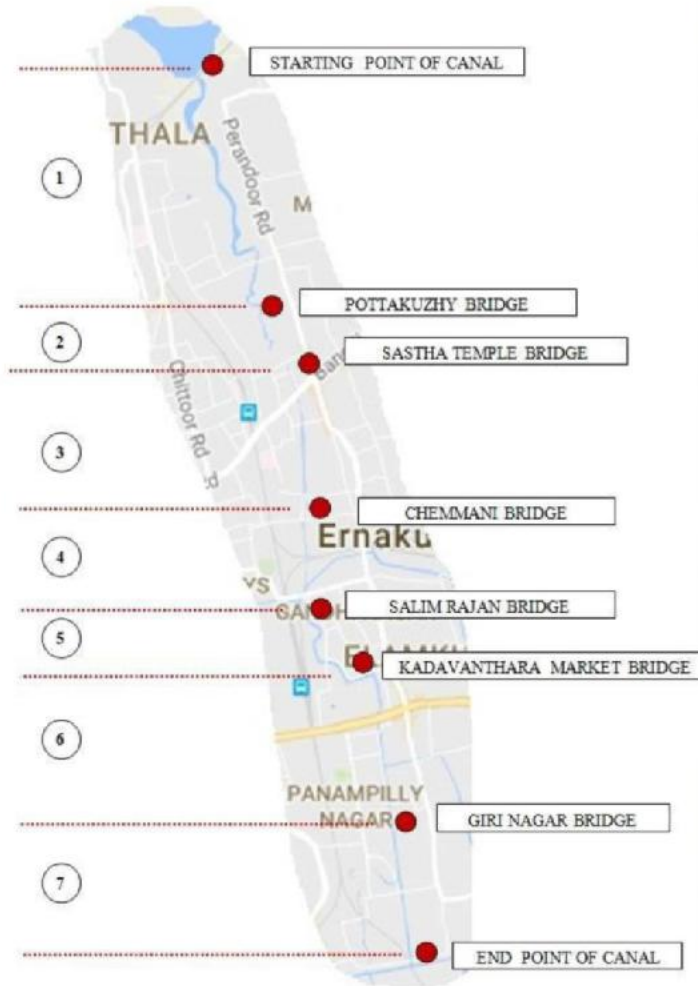 STARTING POINT OF CANAL
THALA
Perandoor Rd
1
M
POTTAKUZHY BRIDGE
2
SASTHA TEMPLE BRIDGE
Chittoor Rd
3
CHEMMANI BRIDGE
Ernaku
4
YS
SALIM RAJAN BRIDGE
5
KADAVANTHARA MARKET BRIDGE
6
PANAMPILLY
NAGAR
GIRI NAGAR BRIDGE
7
END POINT OF CANAL